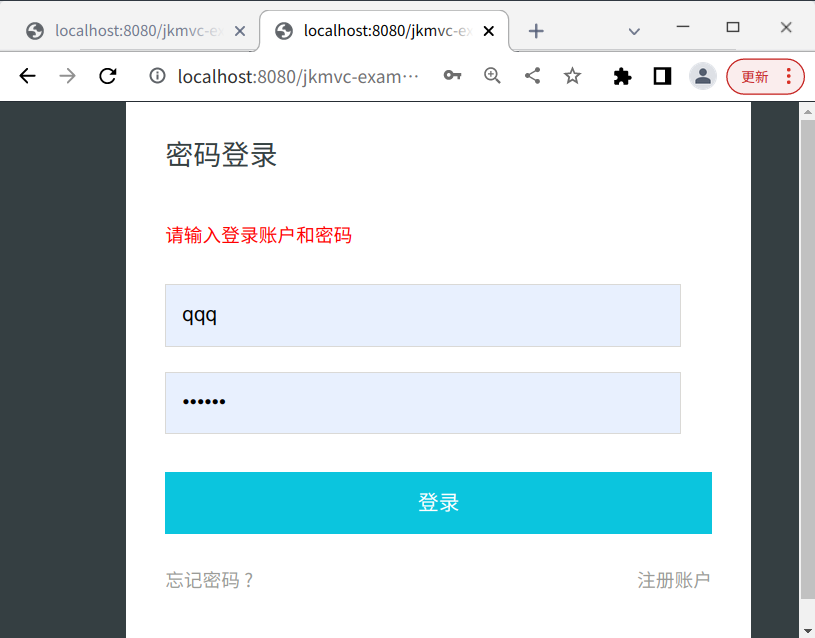 localhost:8080/jkmvc-ex
localhost:8080/jkmvc-ex
localhost:8080/jkmvc-exam…
更新
密码登录
请输入登录账户和密码
qqq
••••••
登录
忘记密码？
注册账户